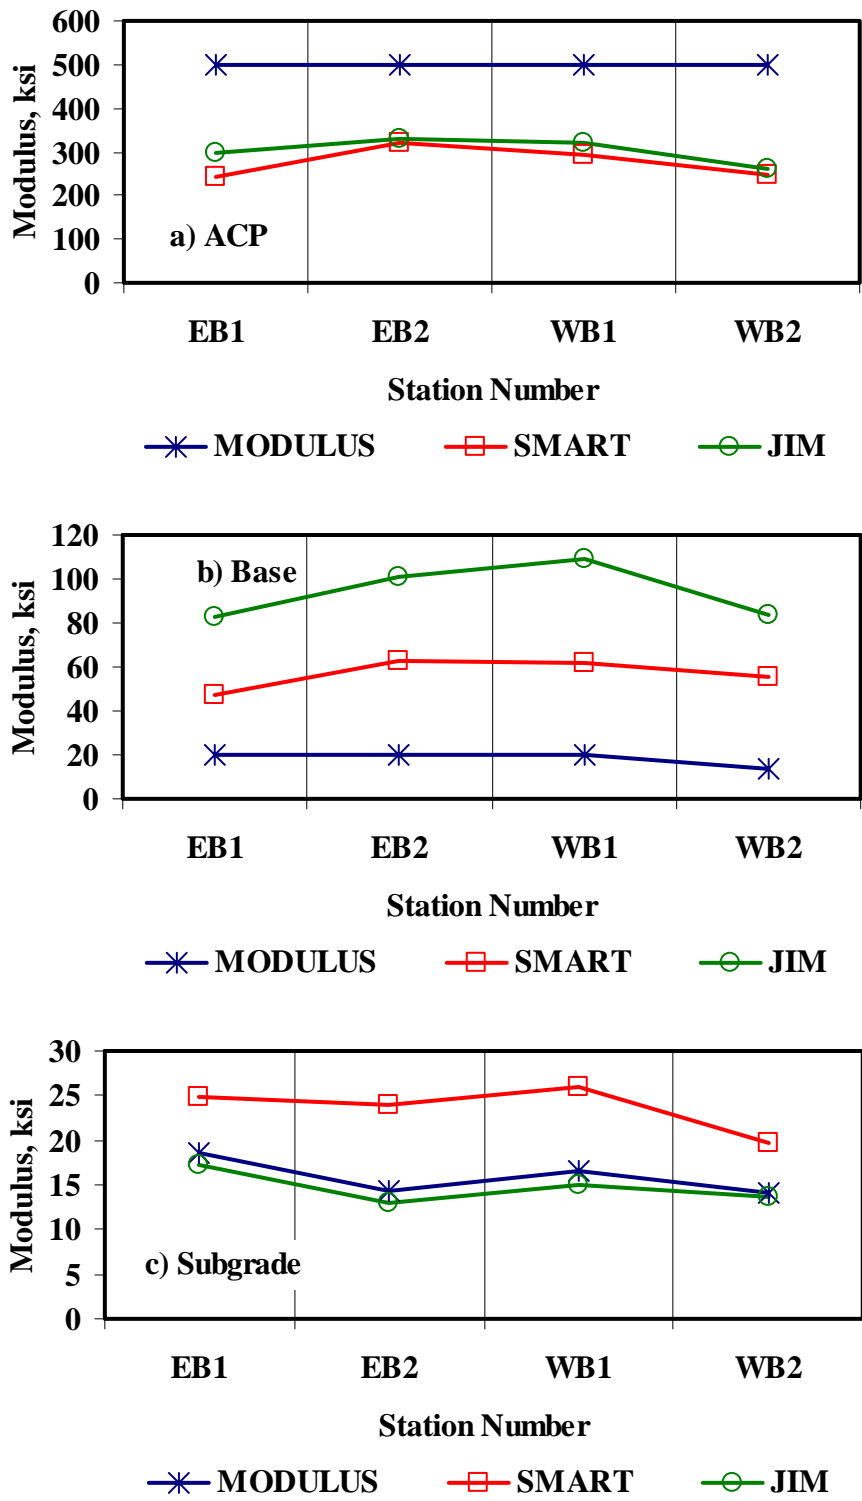 600
500
400
300
200
100
0
Modulus, ksi
a) ACP
EB1 EB2 WB1 WB2
Station Number
MODULUS SMART JIM
120
100
80
60
40
20
0
Modulus, ksi
b) Base
EB1 EB2 WB1 WB2
Station Number
MODULUS SMART JIM
30
25
20
15
10
5
0
Modulus, ksi
c) Subgrade
EB1 EB2 WB1 WB2
Station Number
MODULUS SMART JIM